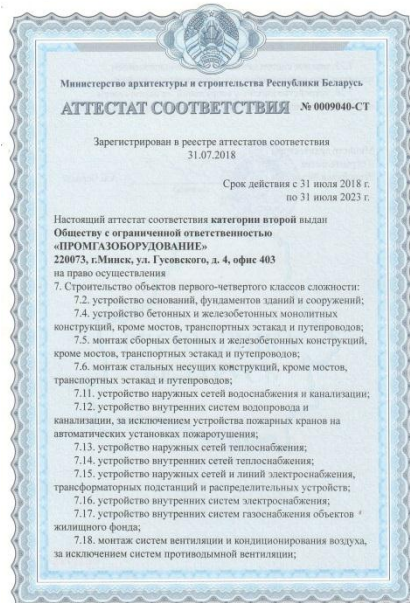 Министерство архитектуры и строительства Республики Беларусь
АТТЕСТАТ СООТВЕТСТВИЯ № 0009040-СТ
Зарегистрирован в реестре аттестатов соответствия
31.07.2018
Срок действия с 31 июля 2018 г.
по 31 июля 2023 г.
Настоящий аттестат соответствия категории второй выдан
Обществу с ограниченной ответственностью
«ПРОМГАЗОБОРУДОВАНИЕ»
220073, г.Минск, ул. Гусовского, д. 4, офис 403
на право осуществления
7. Строительство объектов первого-четвертого классов сложности:
7.2. устройство оснований, фундаментов зданий и сооружений;
7.4. устройство бетонных и железобетонных монолитных
конструкций, кроме мостов, транспортных эстакад и путепроводов;
7.5. монтаж сборных бетонных и железобетонных конструкций,
кроме мостов, транспортных эстакад и путепроводов;
7.6. монтаж стальных несущих конструкций, кроме мостов,
транспортных эстакад и путепроводов;
7.11. устройство наружных сетей водоснабжения и канализации;
7.12. устройство внутренних систем водопровода и
канализации, за исключением устройства пожарных кранов на
автоматических установках пожаротушения;
7.13. устройство наружных сетей теплоснабжения;
7.14. устройство внутренних сетей теплоснабжения;
7.15. устройство наружных сетей и линий электроснабжения,
трансформаторных подстанций и распределительных устройств;
7.16. устройство внутренних систем электроснабжения;
7.17. устройство внутренних систем газоснабжения объектов
жилищного фонда;
7.18. монтаж систем вентиляции и кондиционирования воздуха,
за исключением систем противодымной вентиляции;